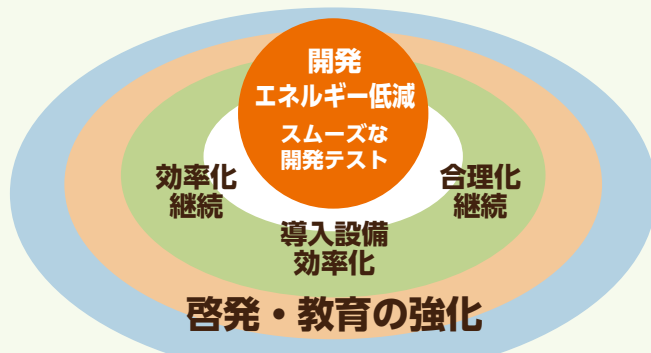 開発
エネルギー低減
スムーズな
開発テスト
効率化
継続
合理化
継続
導入設備
効率化
啓発・教育の強化